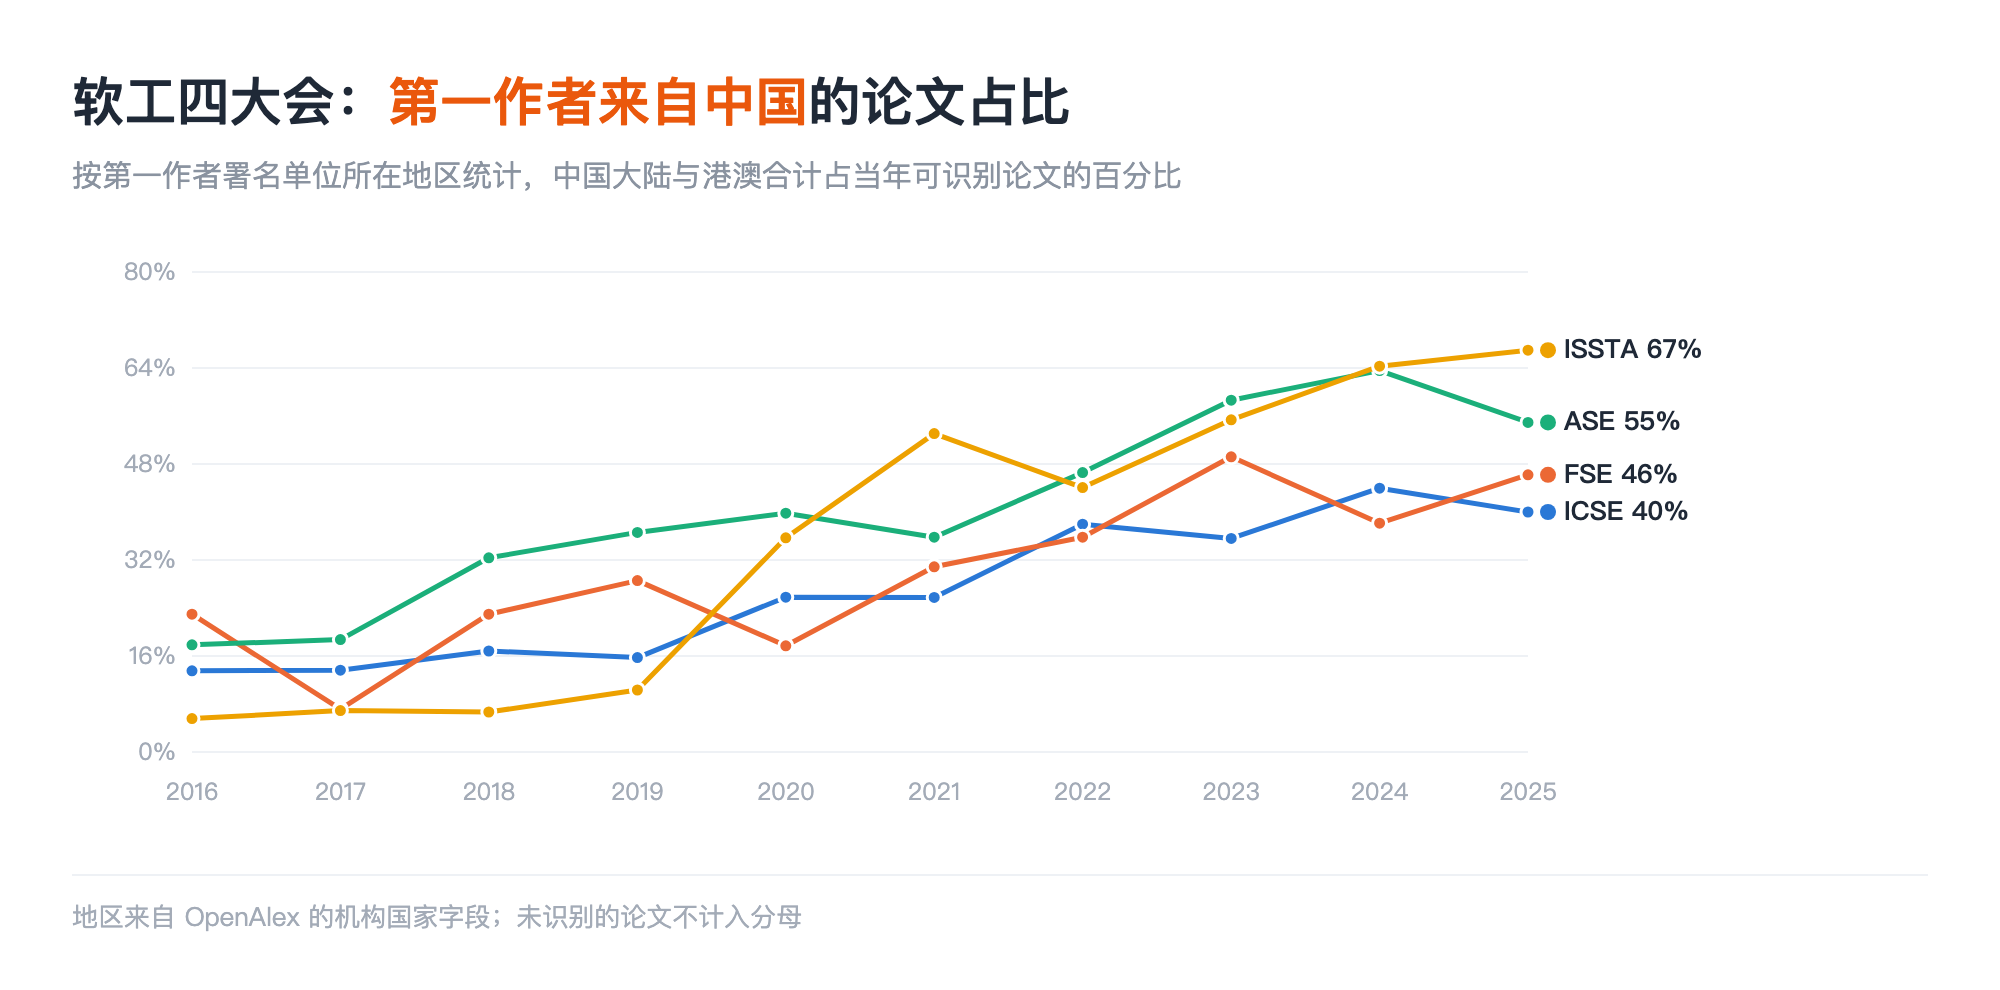 软工四大会：第一作者来自中国的论文占比
按第一作者署名单位所在地区统计，中国大陆与港澳合计占当年可识别论文的百分比
80%
64%
48%
32%
16%
0%
2016 2017 2018 2019 2020 2021 2022 2023 2024 2025
ISSTA 67%
ASE 55%
FSE 46%
ICSE 40%
地区来自 OpenAlex 的机构国家字段；未识别的论文不计入分母